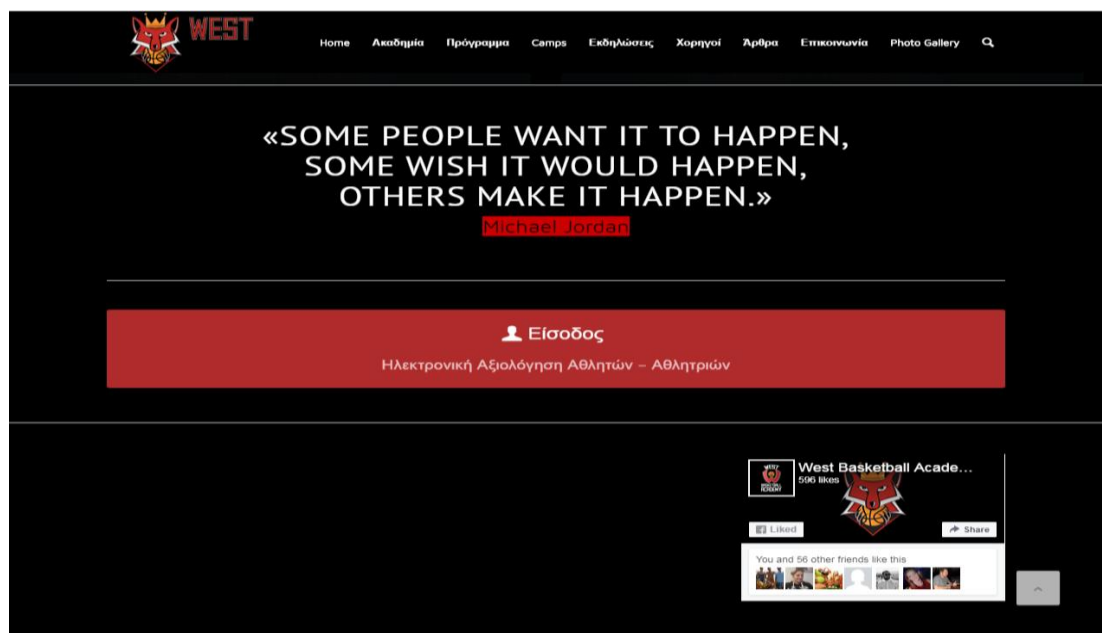 WEST
Home Ακαδημία Πρόγραμμα Camps Εκδηλώσεις Χορηγοί Άρθρα Επικοινωνία Photo Gallery
«SOME PEOPLE WANT IT TO HAPPEN,
SOME WISH IT WOULD HAPPEN,
OTHERS MAKE IT HAPPEN.»
Michael Jordan
Είσοδος
Ηλεκτρονική Αξιολόγηση Αθλητών – Αθλητριών
West Basketball Acade...
596 likes
Liked Share
You and 56 other friends like this